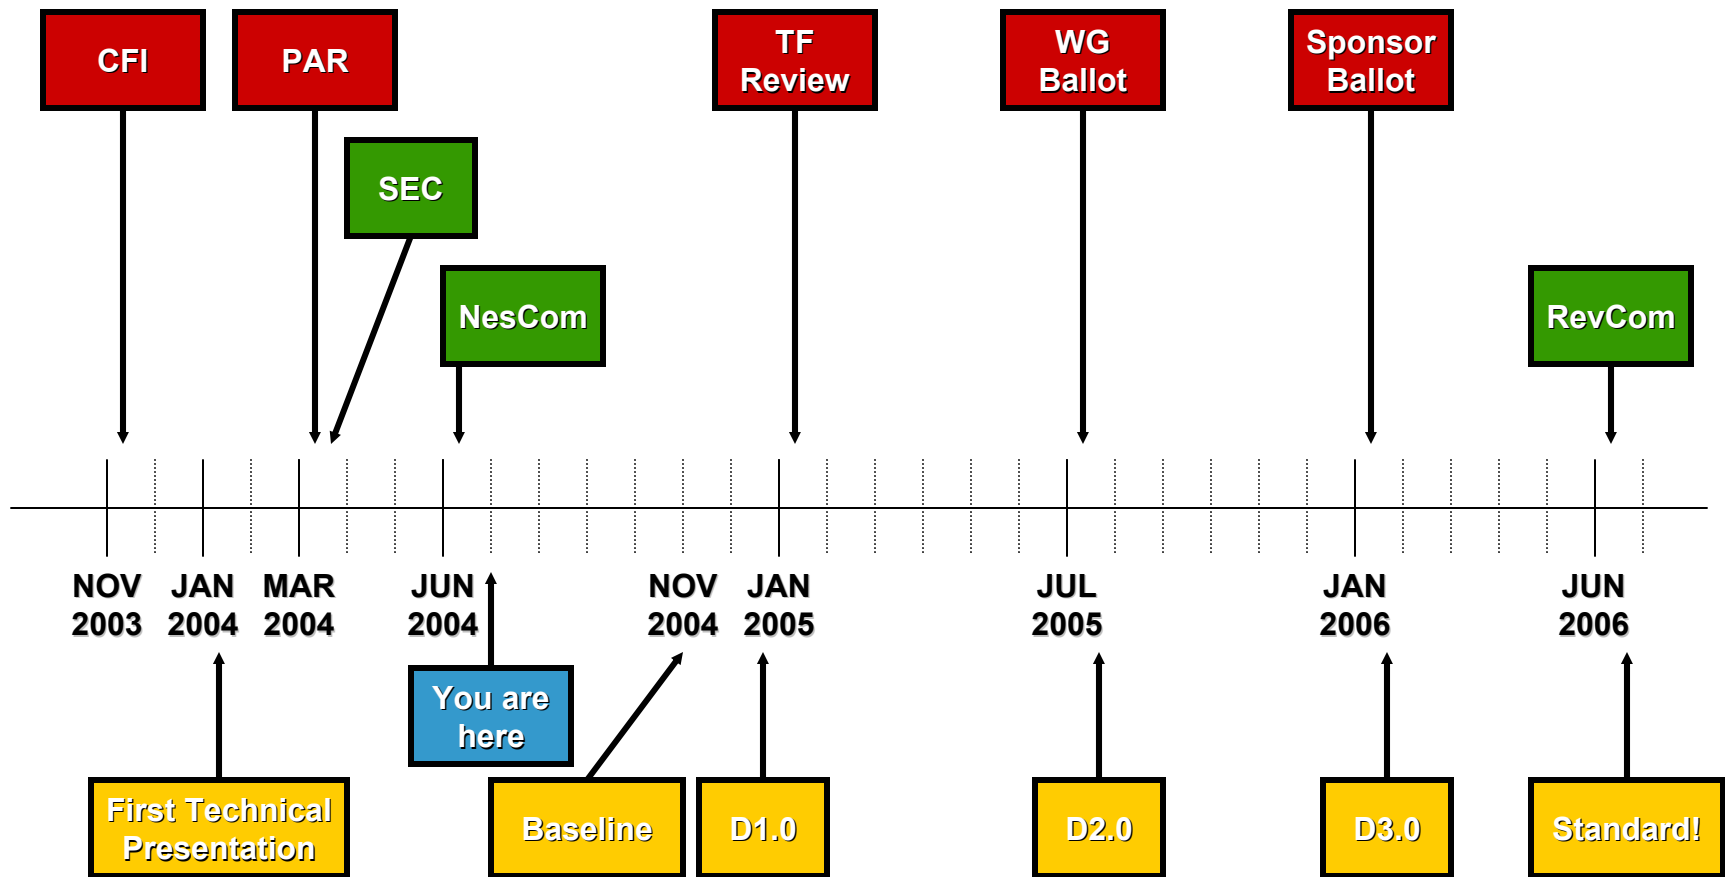 CFI
PAR
TF
Review
WG
Ballot
Sponsor
Ballot
SEC
NesCom
RevCom
NOV
2003
JAN
2004
MAR
2004
JUN
2004
NOV
2004
JAN
2005
JUL
2005
JAN
2006
JUN
2006
You are
here
First Technical
Presentation
Baseline
D1.0
D2.0
D3.0
Standard!